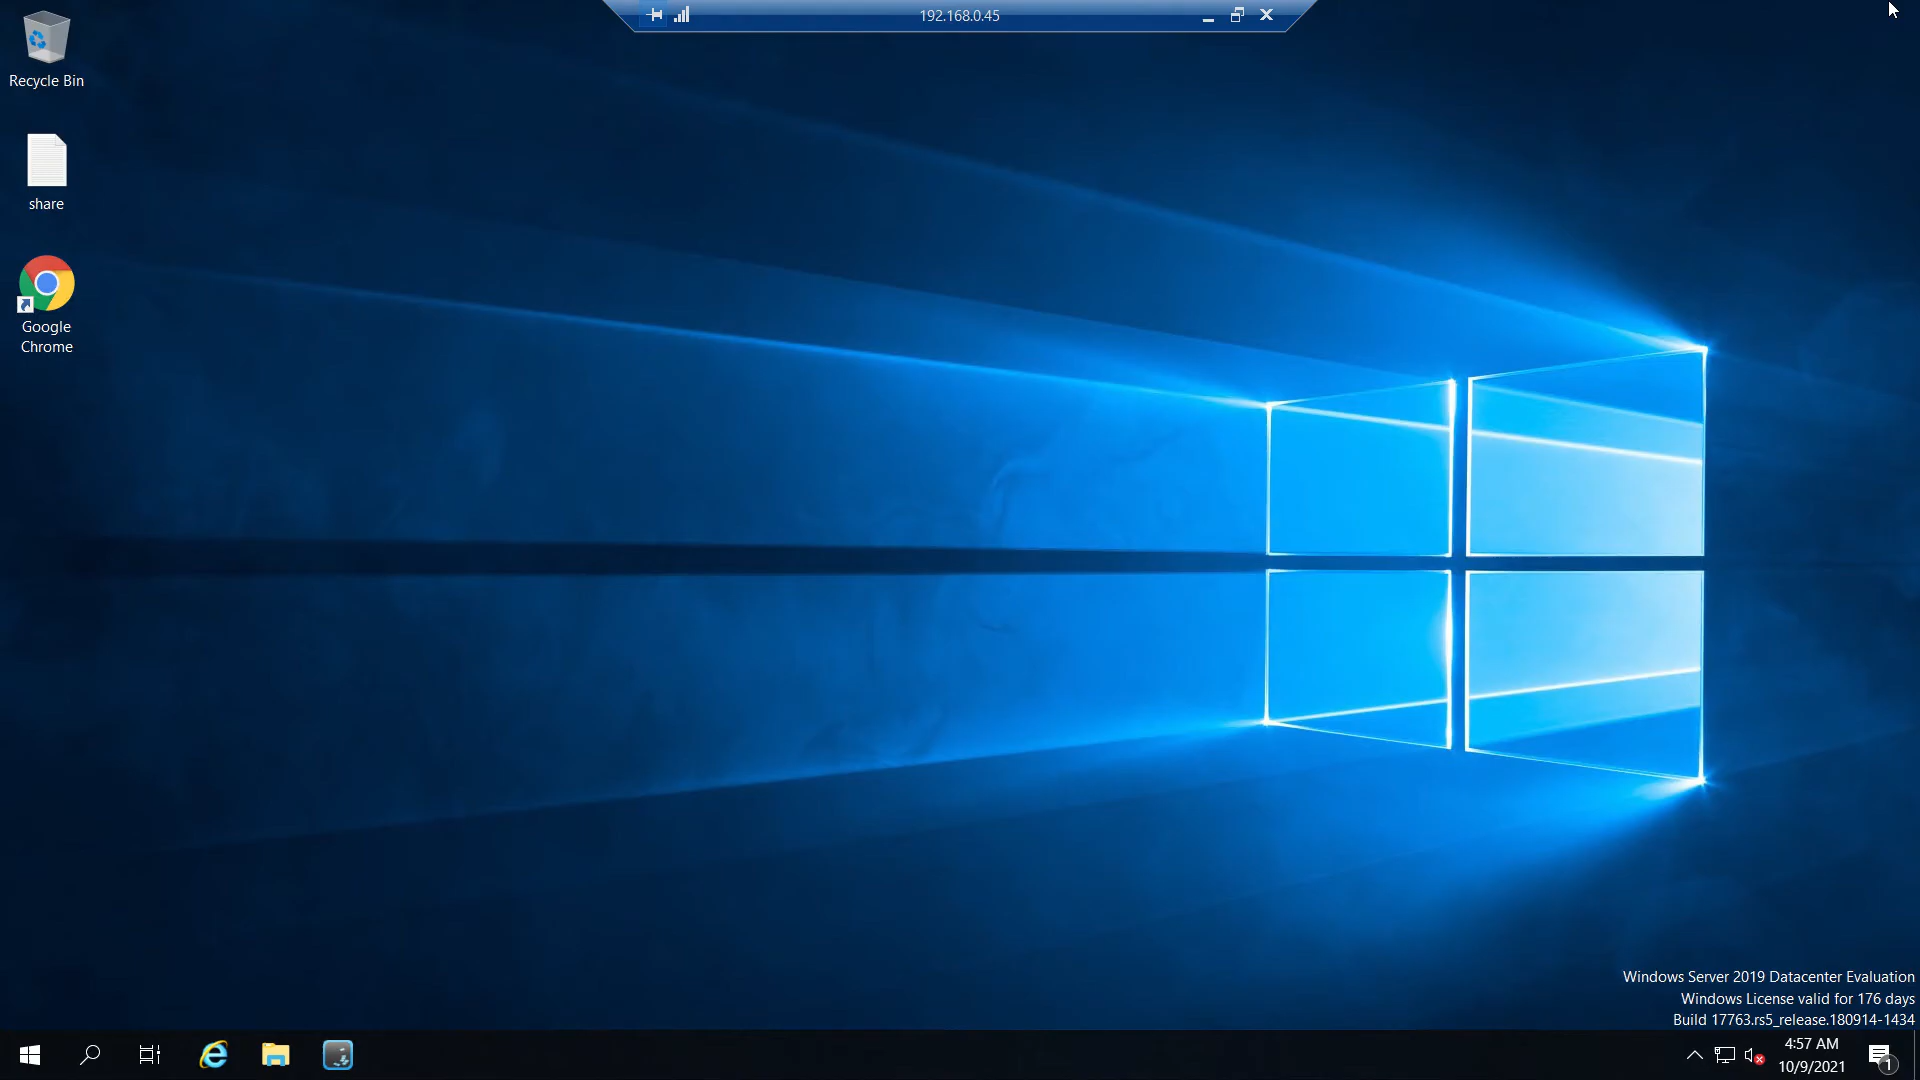 192.168.0.45
Recycle Bin
share
Google
Chrome
Windows Server 2019 Datacenter Evaluation
Windows License valid for 176 days
Build 17763.rs5_release.180914-1434
4:57 AM
10/9/2021
1